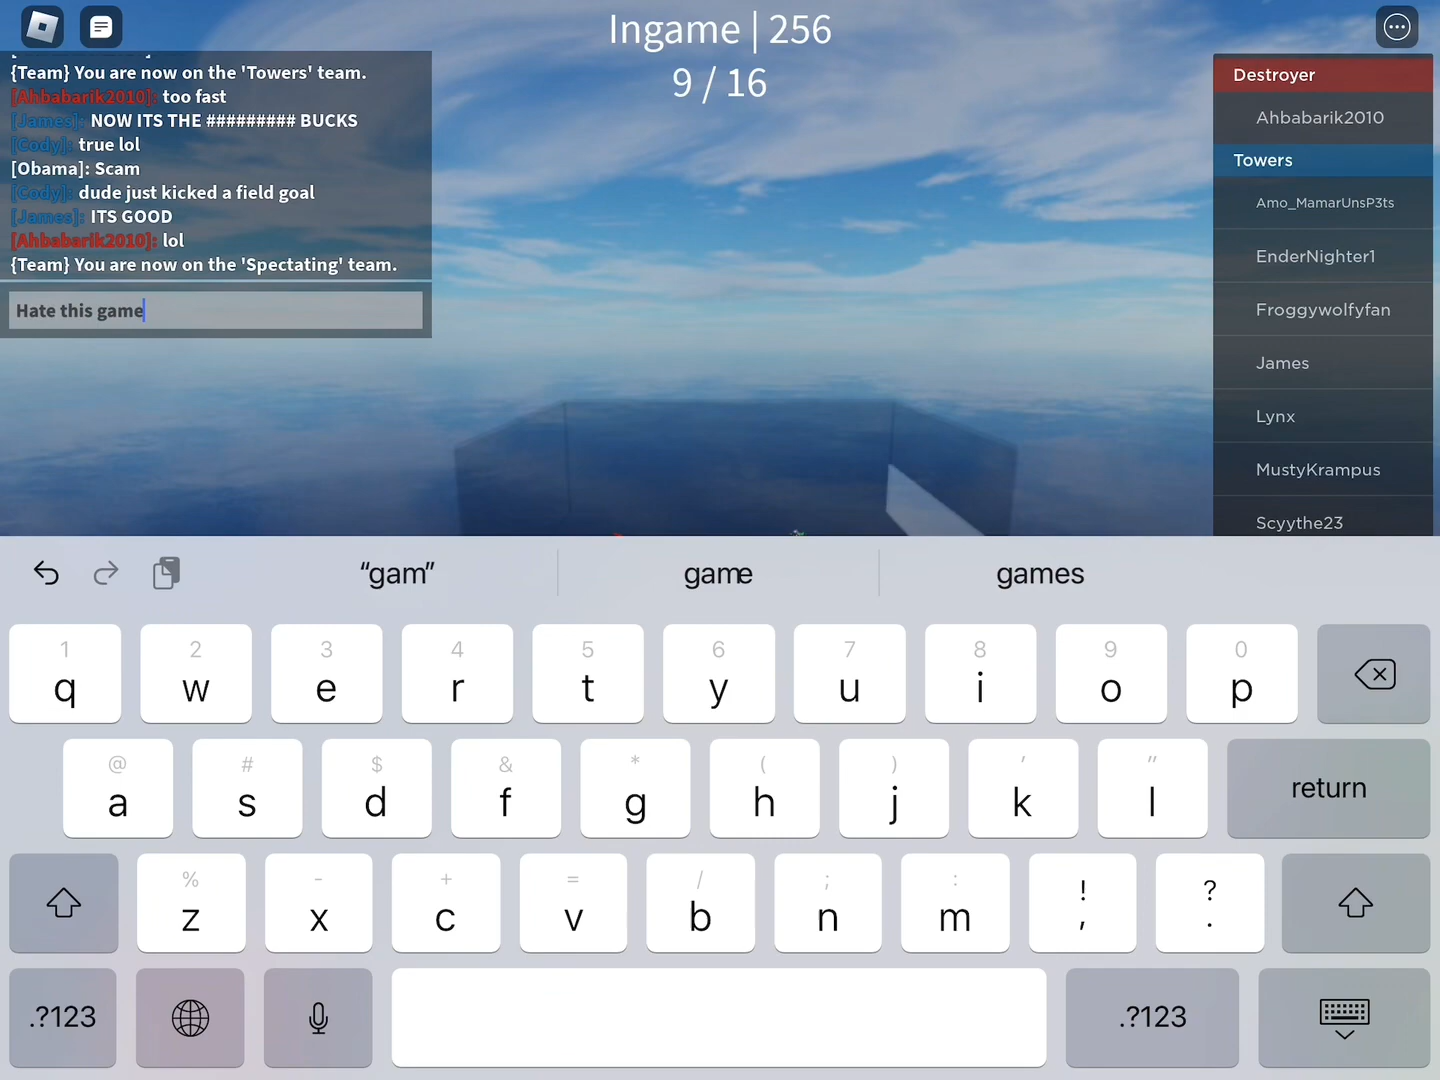 Ingame | 256
9 / 16
{Team} You are now on the 'Towers' team.
[Ahbabarik2010]: too fast
[James]: NOW ITS THE ######### BUCKS
[Cody]: true lol
[Obama]: Scam
[Cody]: dude just kicked a field goal
[James]: ITS GOOD
[Ahbabarik2010]: lol
{Team} You are now on the 'Spectating' team.
Hate this game
Destroyer
Ahbabarik2010
Towers
Amo_MamarUnsP3ts
EnderNighter1
Froggywolfyfan
James
Lynx
MustyKrampus
Scyythe23
“gam” game games
1 2 3 4 5 6 7 8 9 0
q w e r t y u i o p
@ # $ & * ( ) ' "
a s d f g h j k l return
% - + = / ; : ! ?
z x c v b n m , .
.?123 .?123